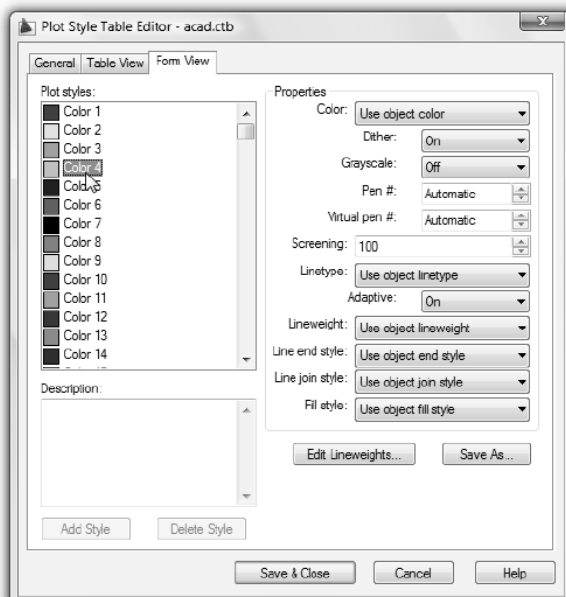 Plot Style Table Editor - acad.ctb
General Table View Form View
Plot styles:
Color 1
Color 2
Color 3
Color 4
Color 5
Color 6
Color 7
Color 8
Color 9
Color 10
Color 11
Color 12
Color 13
Color 14
Description:
Add Style Delete Style
Properties
Color: Use object color
Dither: On
Grayscale: Off
Pen #: Automatic
Virtual pen #: Automatic
Screening: 100
Linetype: Use object linetype
Adaptive: On
Lineweight: Use object lineweight
Line end style: Use object end style
Line join style: Use object join style
Fill style: Use object fill style
Edit Lineweights... Save As...
Save & Close Cancel Help